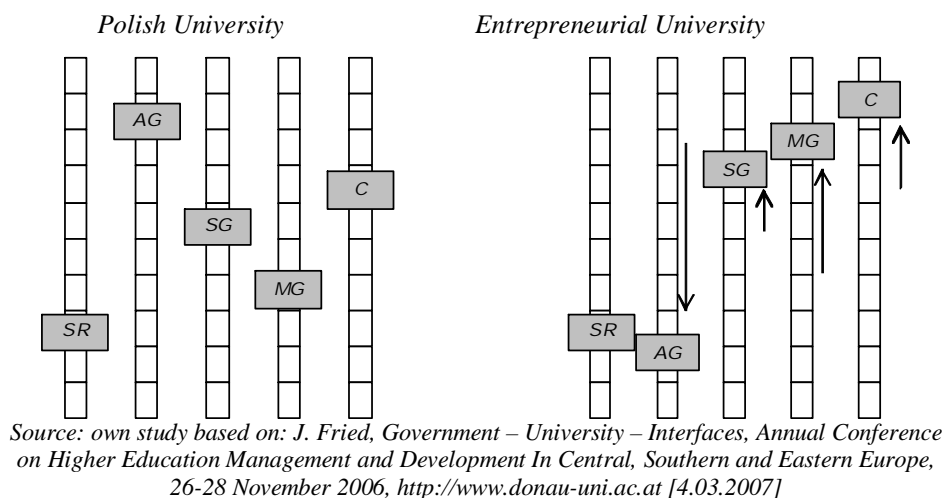 Polish University
Entrepreneurial University
AG
SG
MG
C
SR
C
MG
SG
SR
AG
Source: own study based on: J. Fried, Government – University – Interfaces, Annual Conference
on Higher Education Management and Development In Central, Southern and Eastern Europe,
26-28 November 2006, http://www.donau-uni.ac.at [4.03.2007]